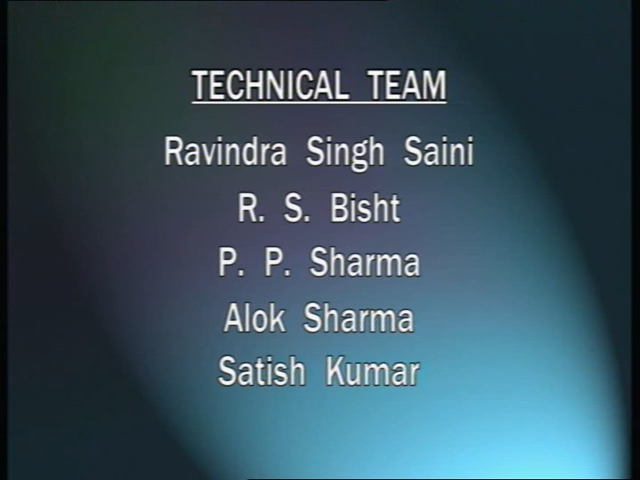 TECHNICAL TEAM
Ravindra Singh Saini
R. S. Bisht
P. P. Sharma
Alok Sharma
Satish Kumar